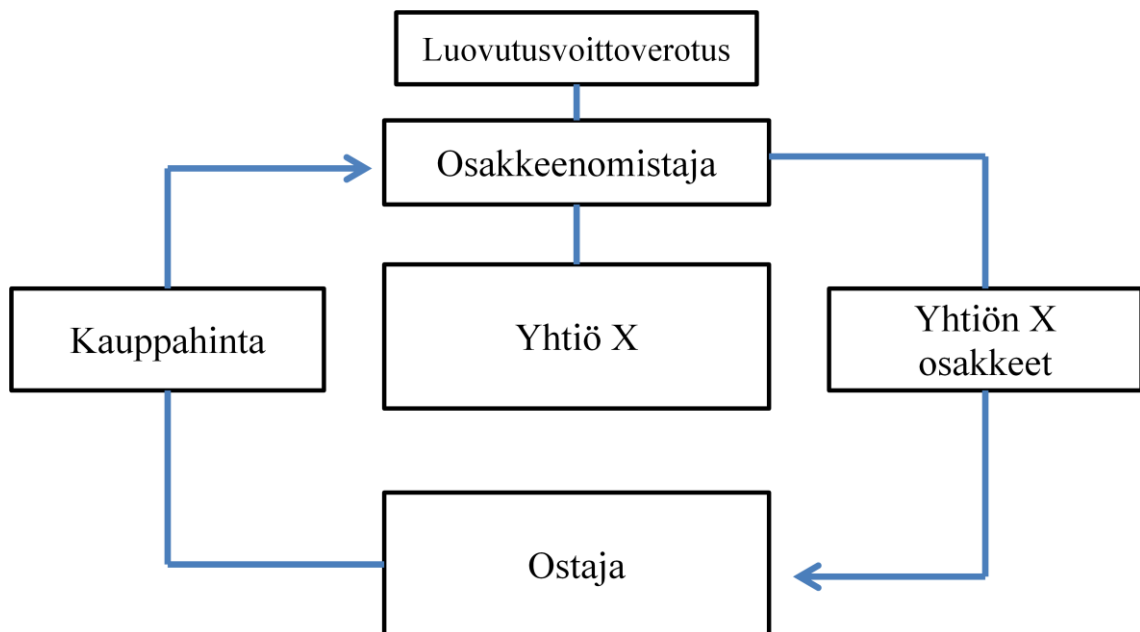 Luovutusvoittoverotus
Osakkeenomistaja
Kauppahinta
Yhtiö X
Yhtiön X
osakkeet
Ostaja